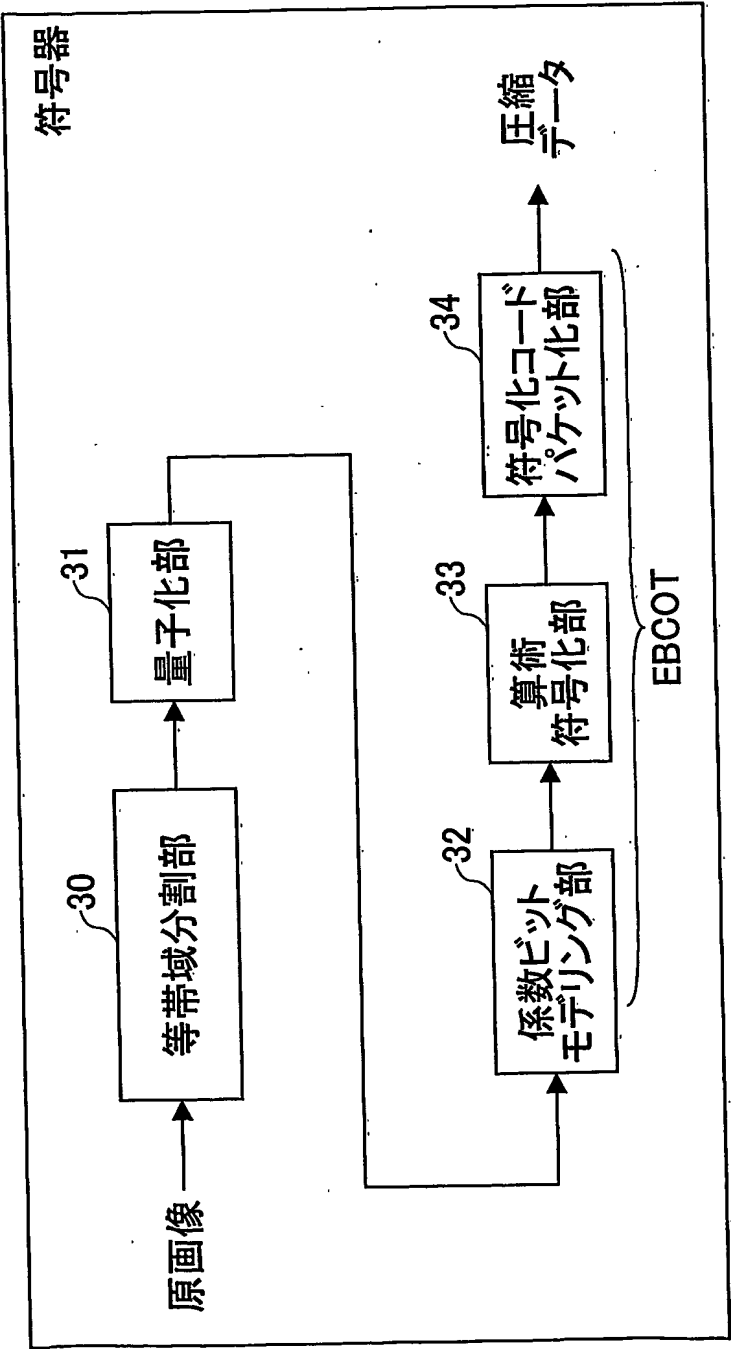 符号器
原画像
30
等帯域分割部
31
量子化部
32
係数ビット
モデリング部
33
算術
符号化部
34
符号化コード
パケット化部
圧縮
データ
EBCOT